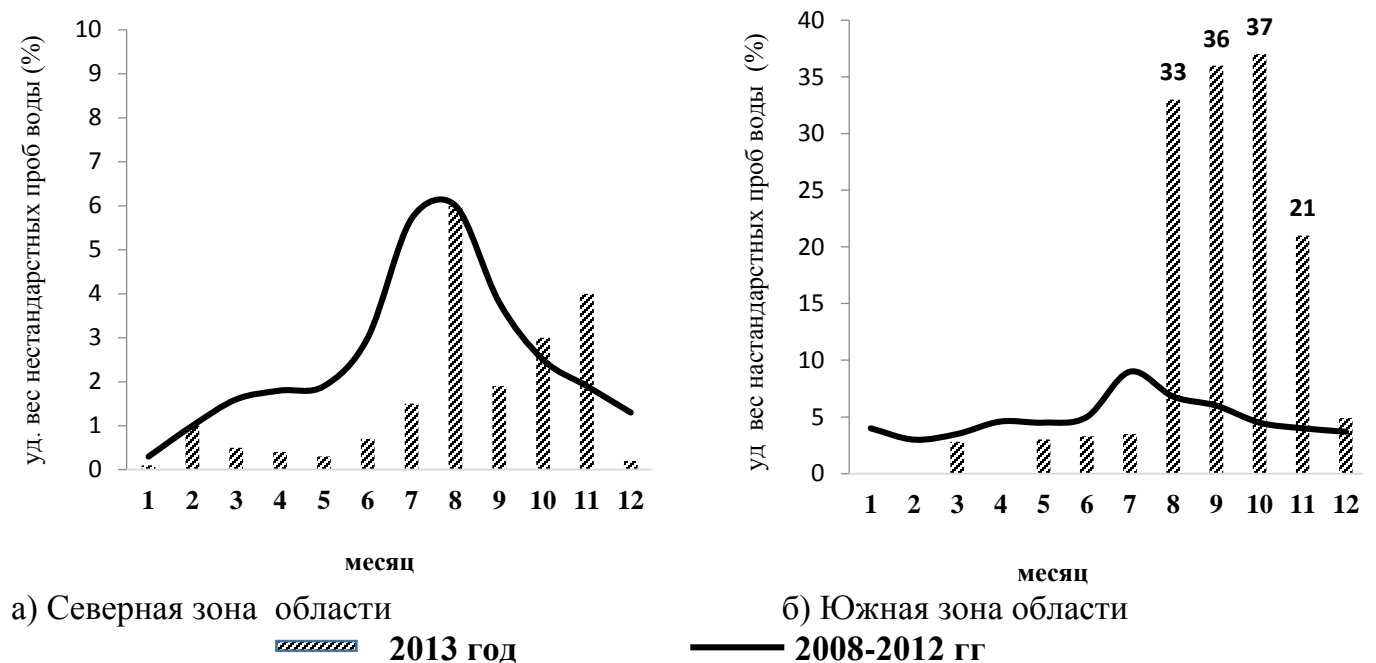 уд. вес нестандарстных проб воды (%)
10
9
8
7
6
5
4
3
2
1
0
1 2 3 4 5 6 7 8 9 10 11 12
месяц
а) Северная зона области
уд вес настандарстных проб воды (%)
40
35
30
25
20
15
10
5
0
33
36
37
21
1 2 3 4 5 6 7 8 9 10 11 12
месяц
б) Южная зона области
2013 год
2008-2012 гг